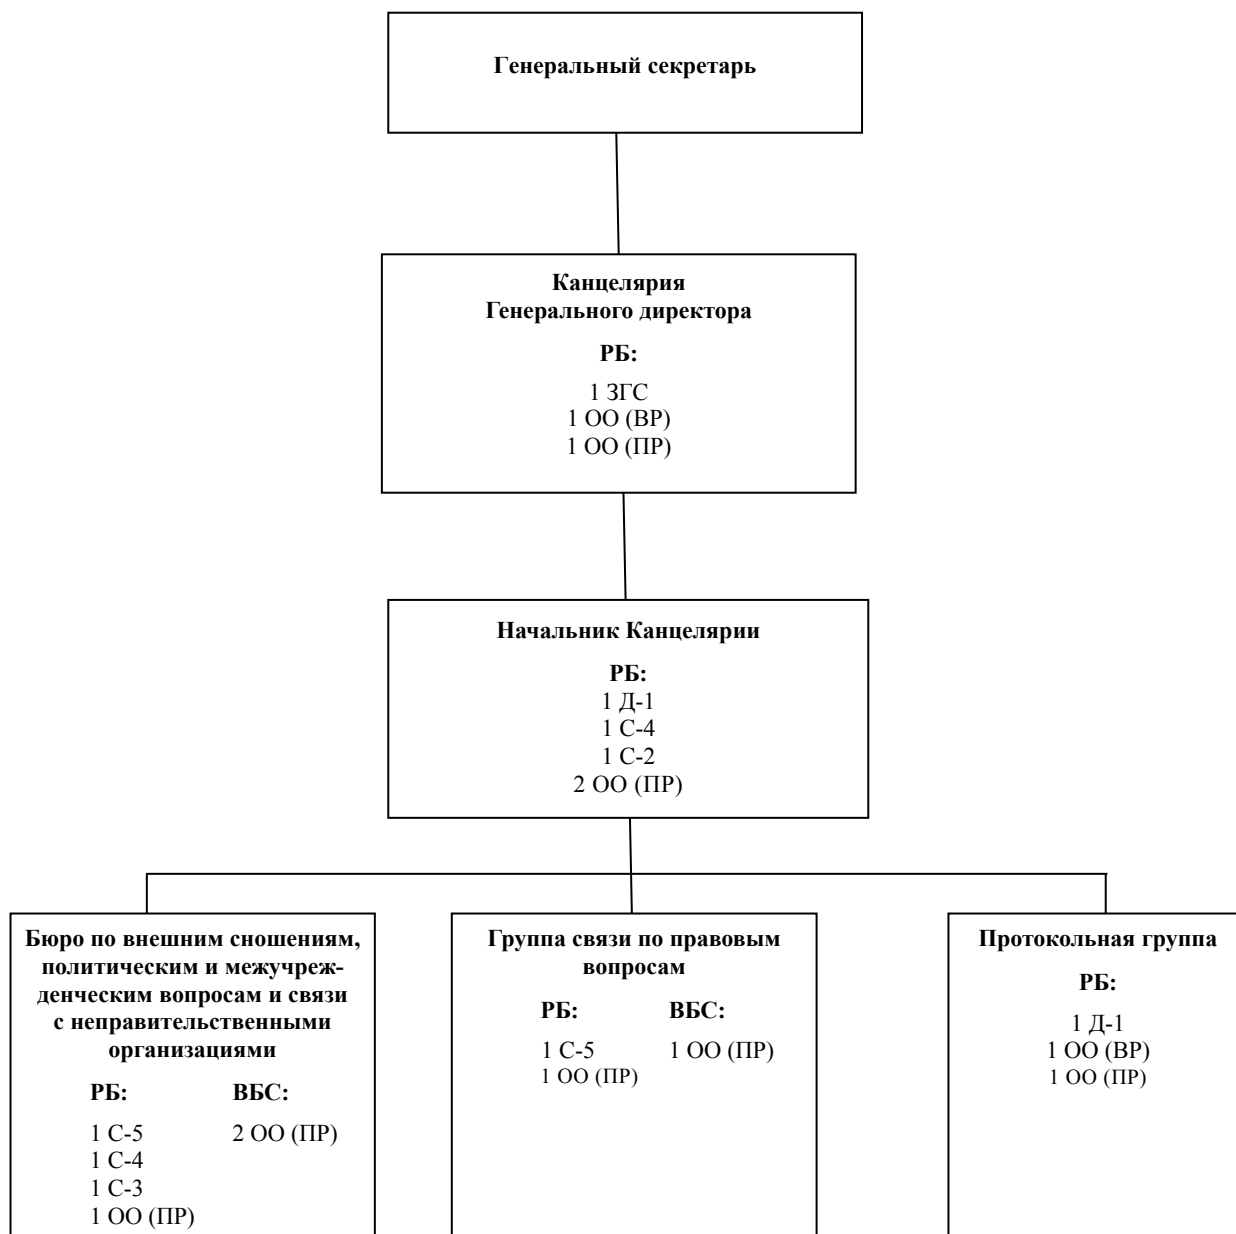 Генеральный секретарь
Канцелярия
Генерального директора
РБ:
1 ЗГС
1 ОО (ВР)
1 ОО (ПР)
Начальник Канцелярии
РБ:
1 Д-1
1 С-4
1 С-2
2 ОО (ПР)
Бюро по внешним сношениям,
политическим и межучреж-
денческим вопросам и связи
с неправительственными
организациями
РБ: ВБС:
1 С-5 2 ОО (ПР)
1 С-4
1 С-3
1 ОО (ПР)
Группа связи по правовым
вопросам
РБ: ВБС:
1 С-5 1 ОО (ПР)
1 ОО (ПР)
Протокольная группа
РБ:
1 Д-1
1 ОО (ВР)
1 ОО (ПР)